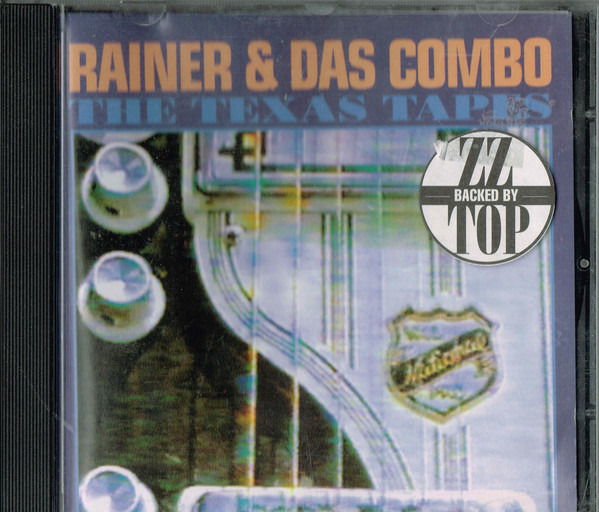 RAINER & DAS COMBO
THE TEXAS TAPES
ZZ
BACKED BY
TOP
National